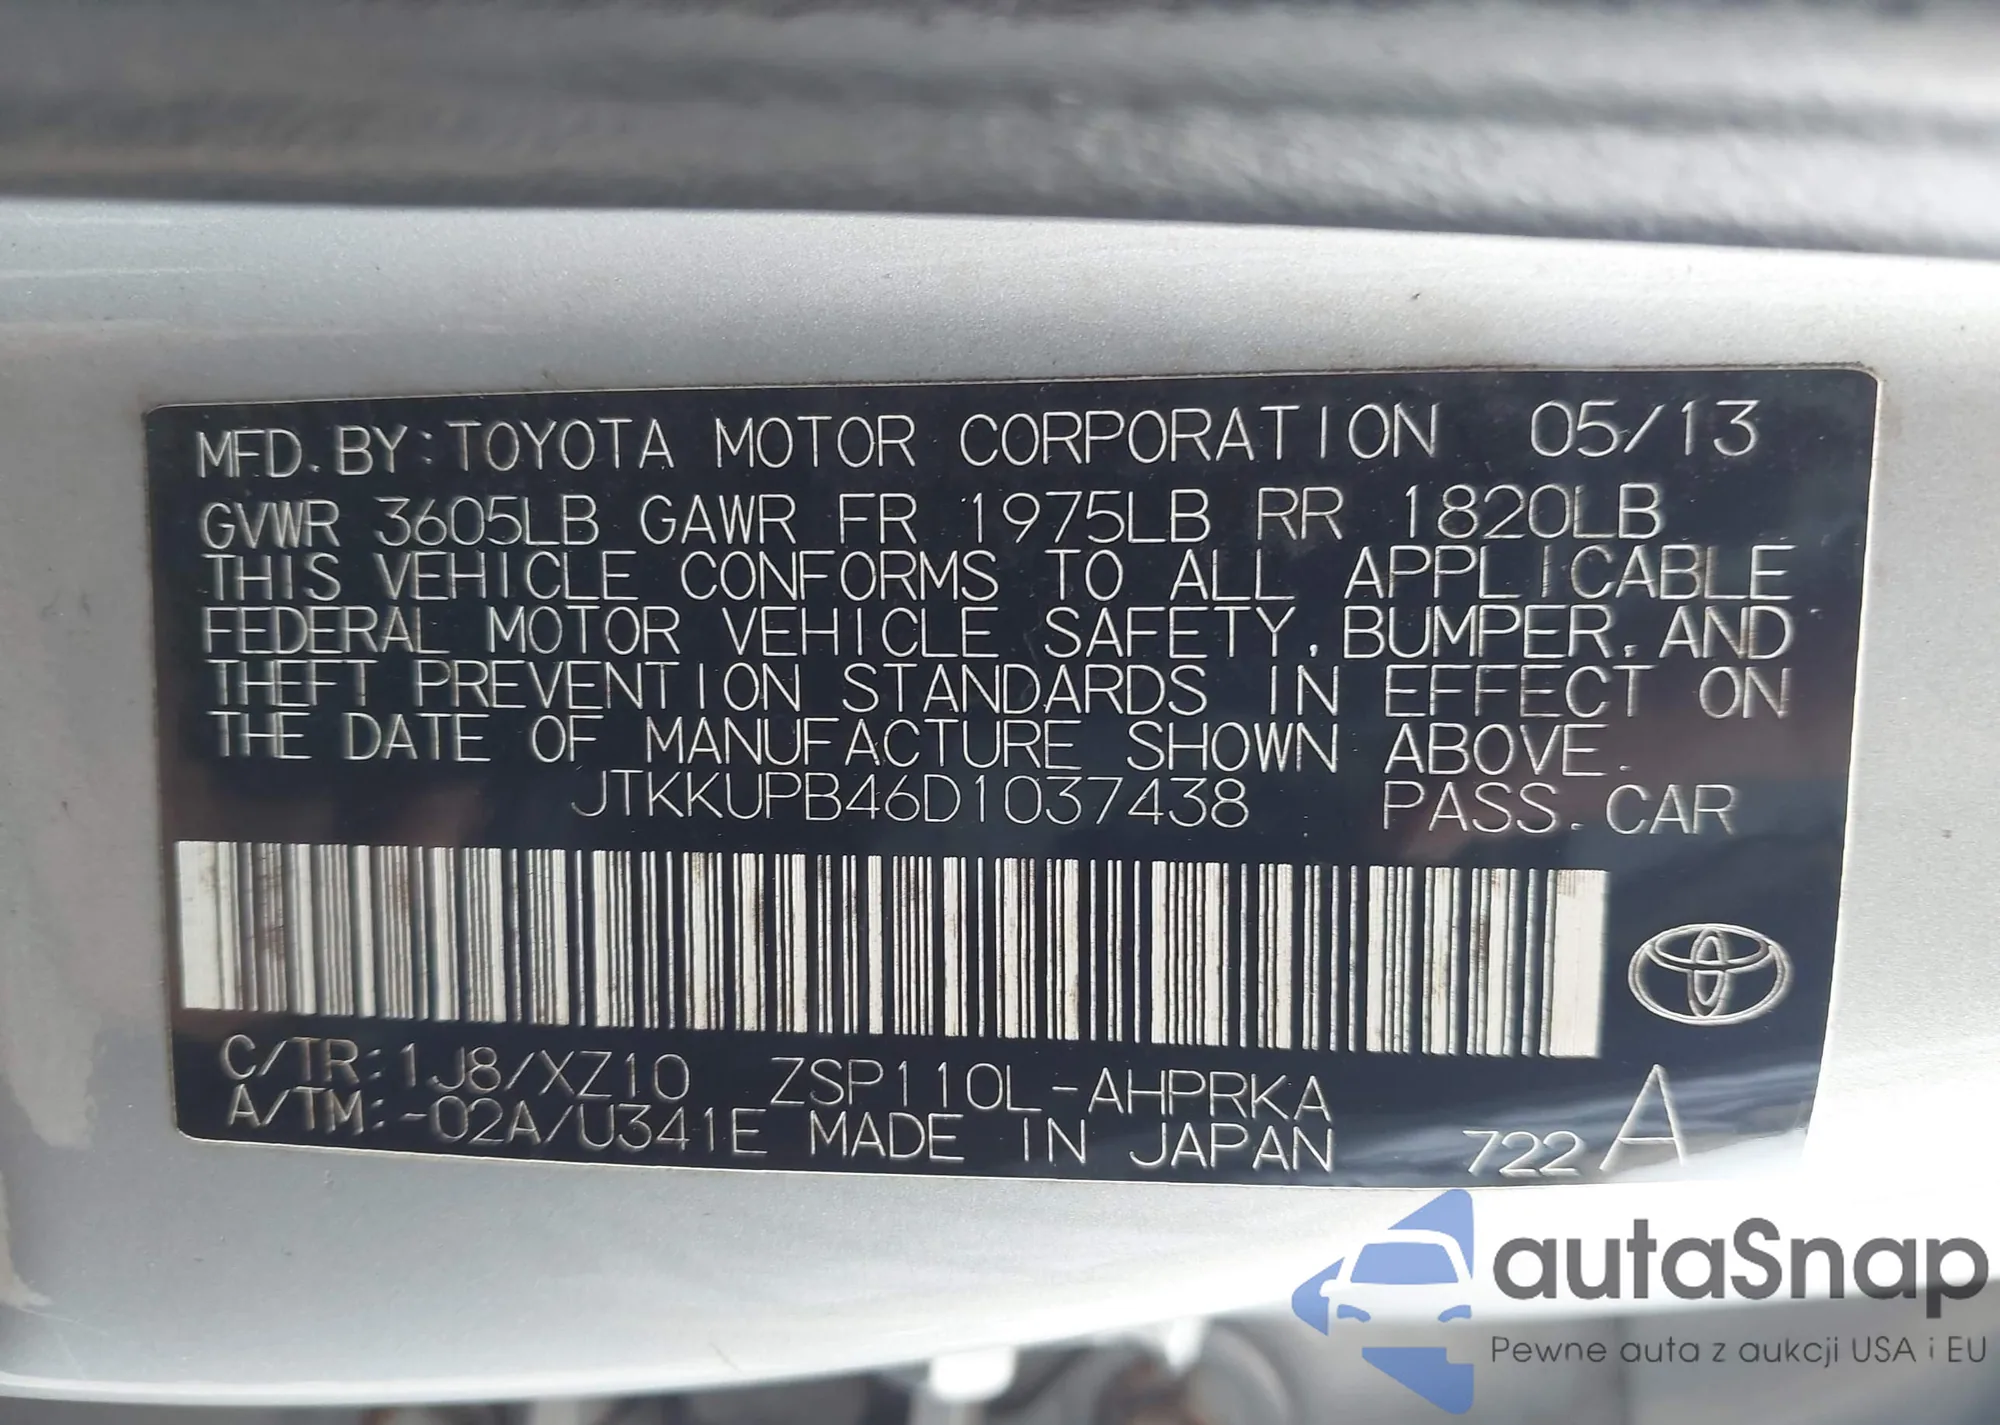 MFD. BY: TOYOTA MOTOR CORPORATION 05/13
GVWR 3605LB GAWR FR 1975LB RR 1820LB
THIS VEHICLE CONFORMS TO ALL APPLICABLE
FEDERAL MOTOR VEHICLE SAFETY, BUMPER, AND
THEFT PREVENTION STANDARDS IN EFFECT ON
THE DATE OF MANUFACTURE SHOWN ABOVE.
JTKKUPB46D1037438 PASS. CAR
C/TR: 1J8/XZ10 ZSP110L-AHPRKA
A/TM: -02A/U341E MADE IN JAPAN 722 A
autaSnap
Pewne auta z aukcji USA i EU